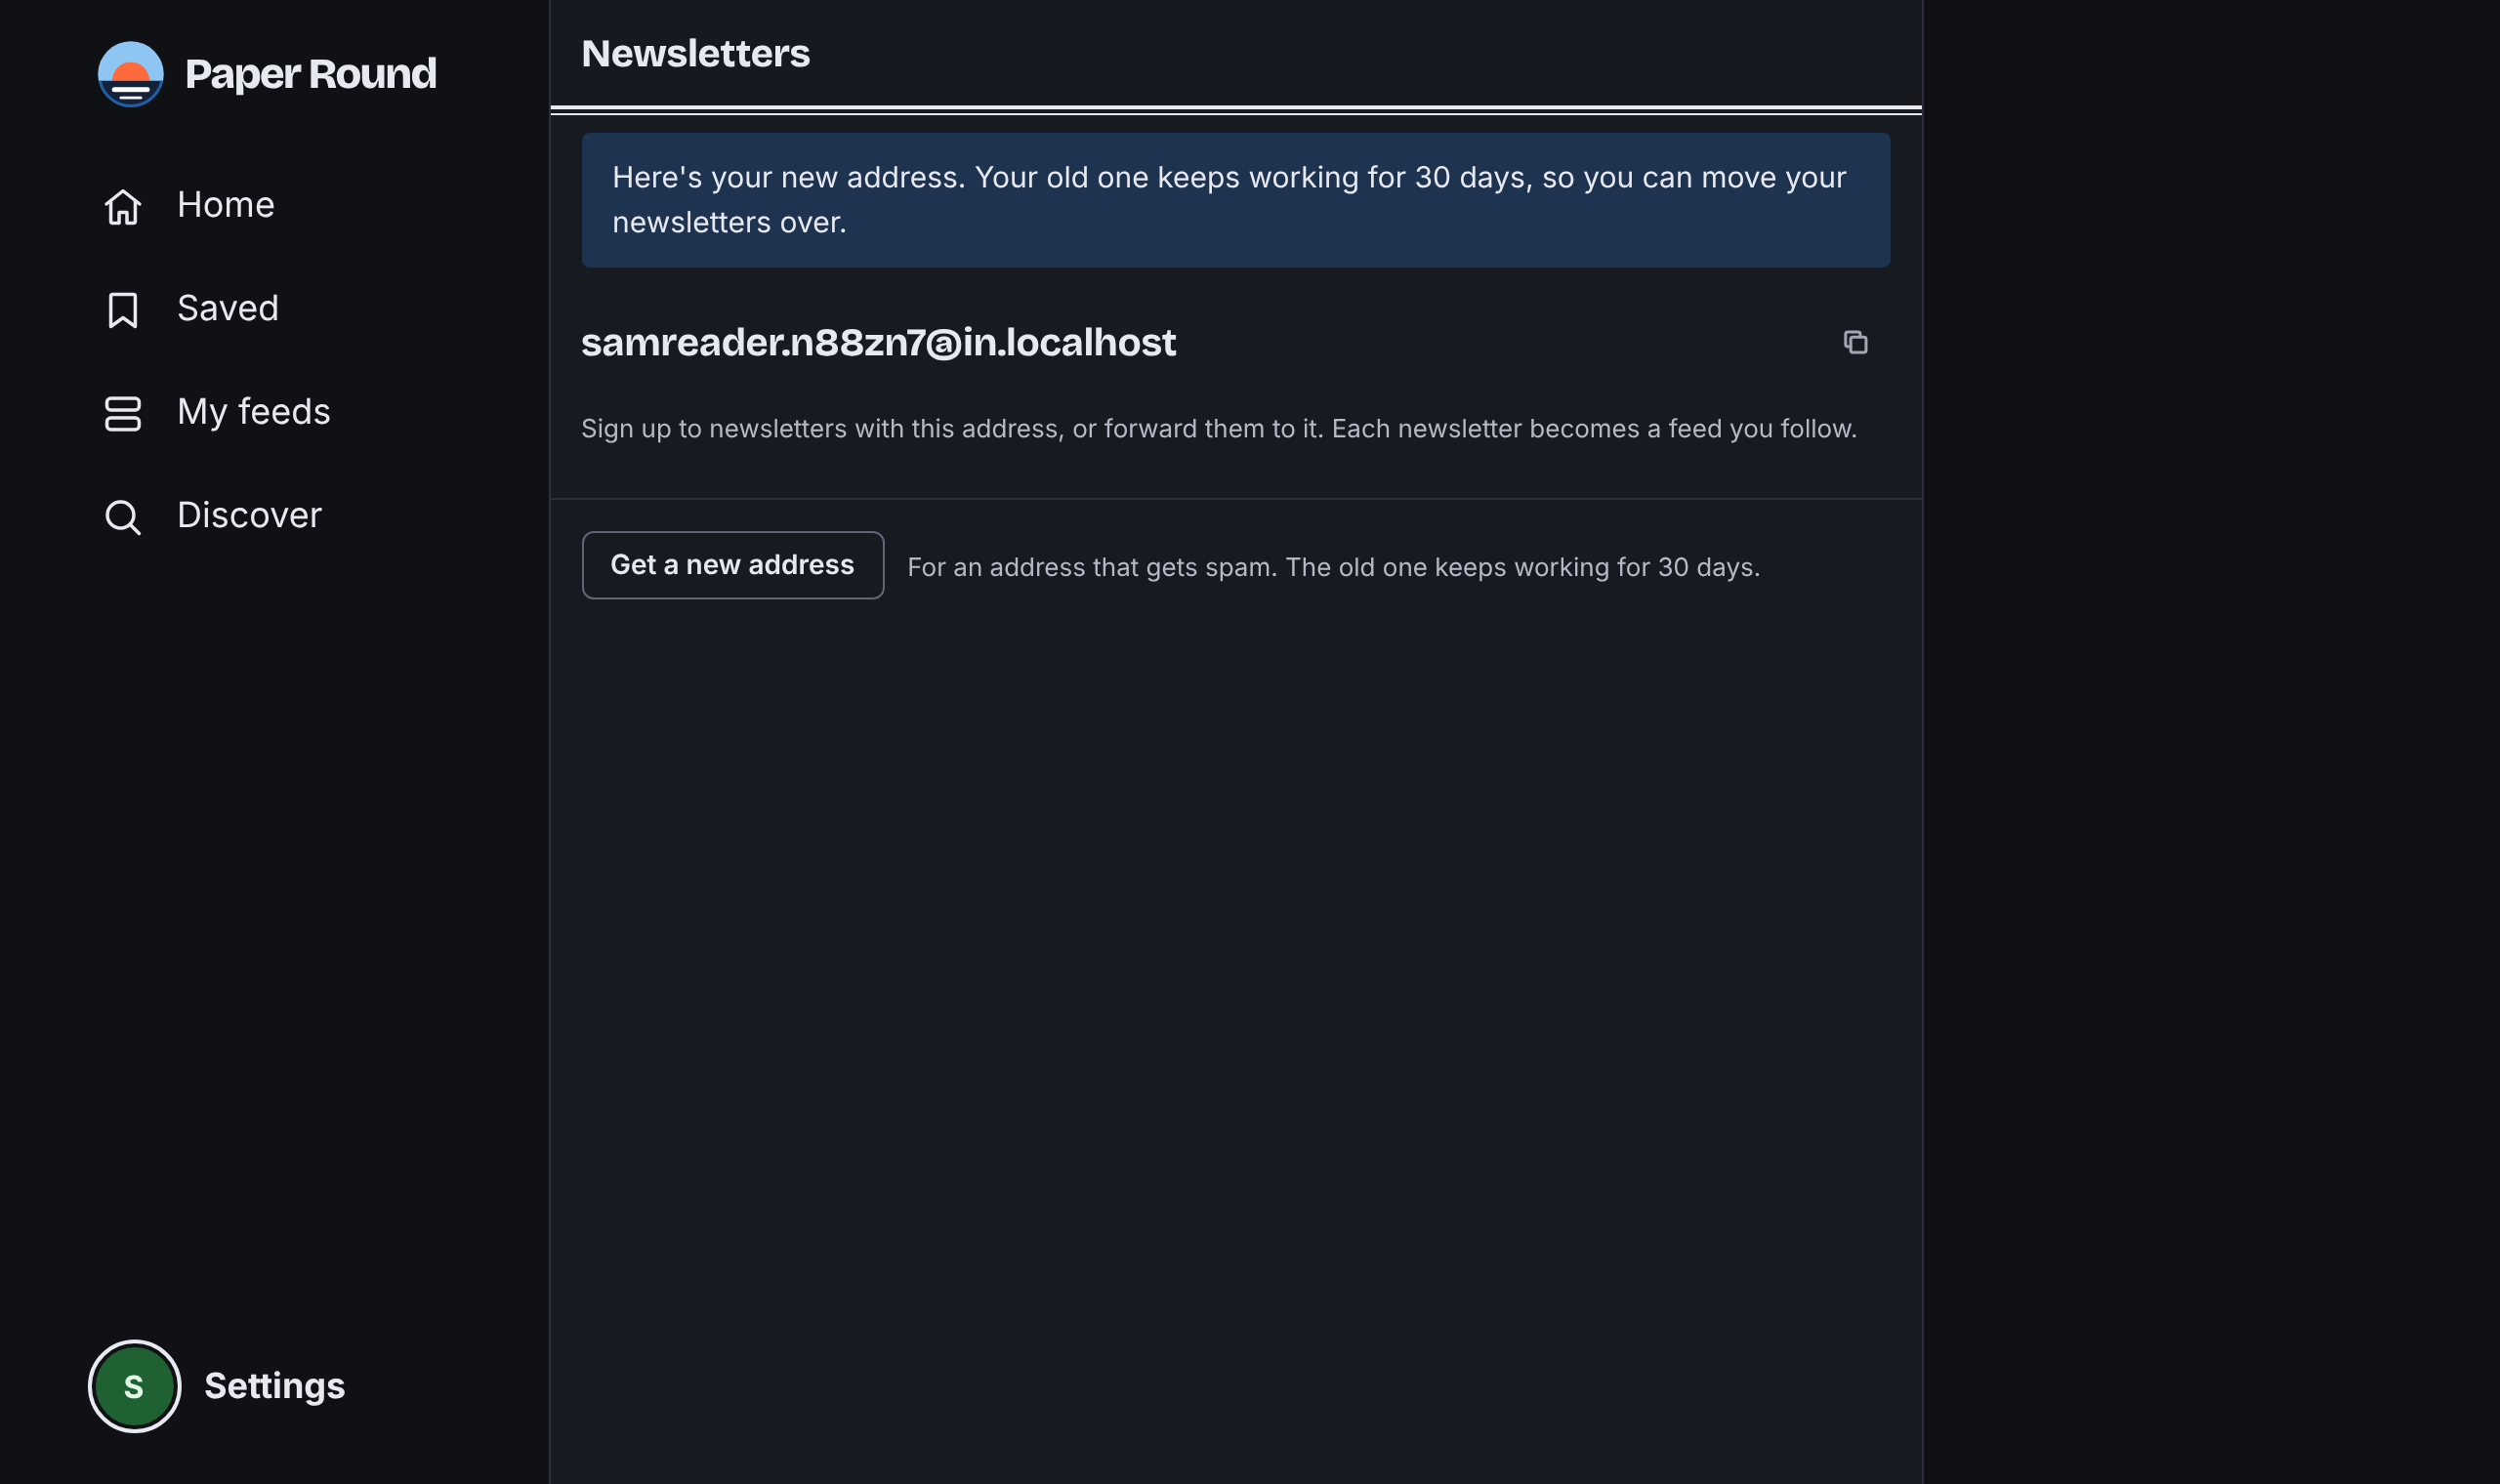 Paper Round
Home
Saved
My feeds
Discover
S
Settings
Newsletters
Here's your new address. Your old one keeps working for 30 days, so you can move your
newsletters over.
samreader.n88zn7@in.localhost
Sign up to newsletters with this address, or forward them to it. Each newsletter becomes a feed you follow.
Get a new address
For an address that gets spam. The old one keeps working for 30 days.